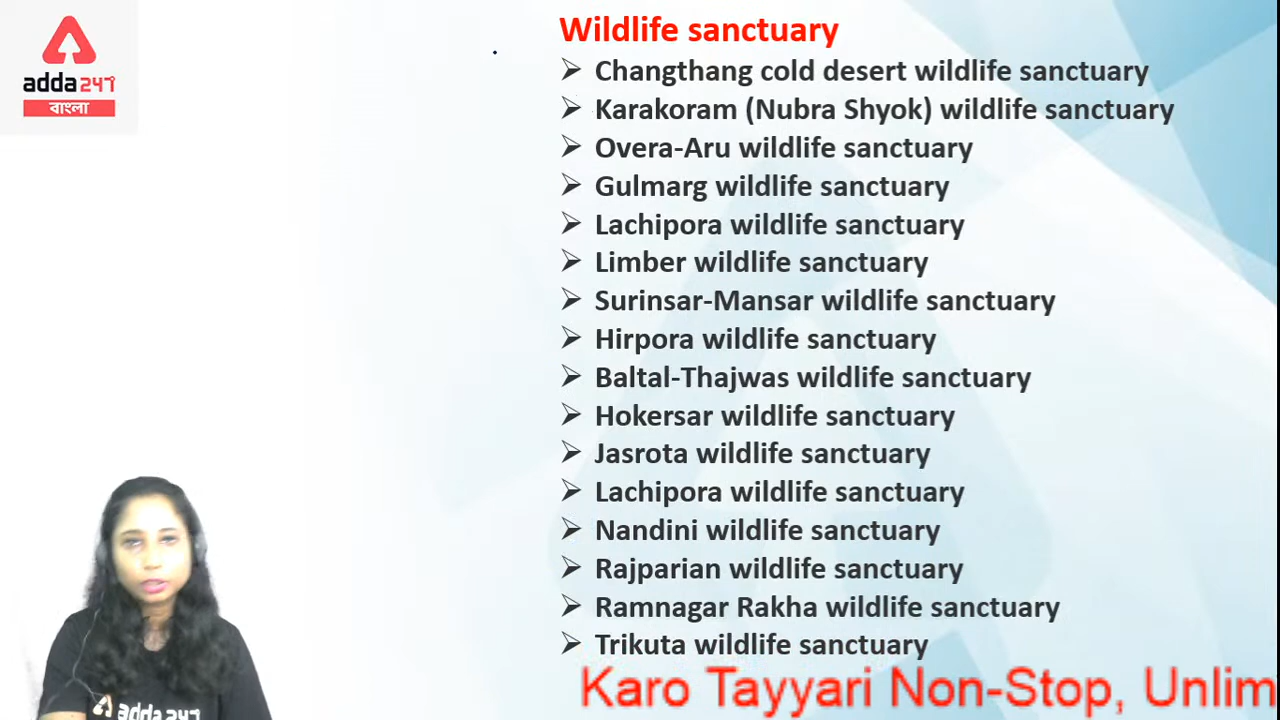 adda247
বাংলা
Wildlife sanctuary
Changthang cold desert wildlife sanctuary
Karakoram (Nubra Shyok) wildlife sanctuary
Overa-Aru wildlife sanctuary
Gulmarg wildlife sanctuary
Lachipora wildlife sanctuary
Limber wildlife sanctuary
Surinsar-Mansar wildlife sanctuary
Hirpora wildlife sanctuary
Baltal-Thajwas wildlife sanctuary
Hokersar wildlife sanctuary
Jasrota wildlife sanctuary
Lachipora wildlife sanctuary
Nandini wildlife sanctuary
Rajparian wildlife sanctuary
Ramnagar Rakha wildlife sanctuary
Trikuta wildlife sanctuary
Karo Tayyari Non-Stop, Unlim
adda247